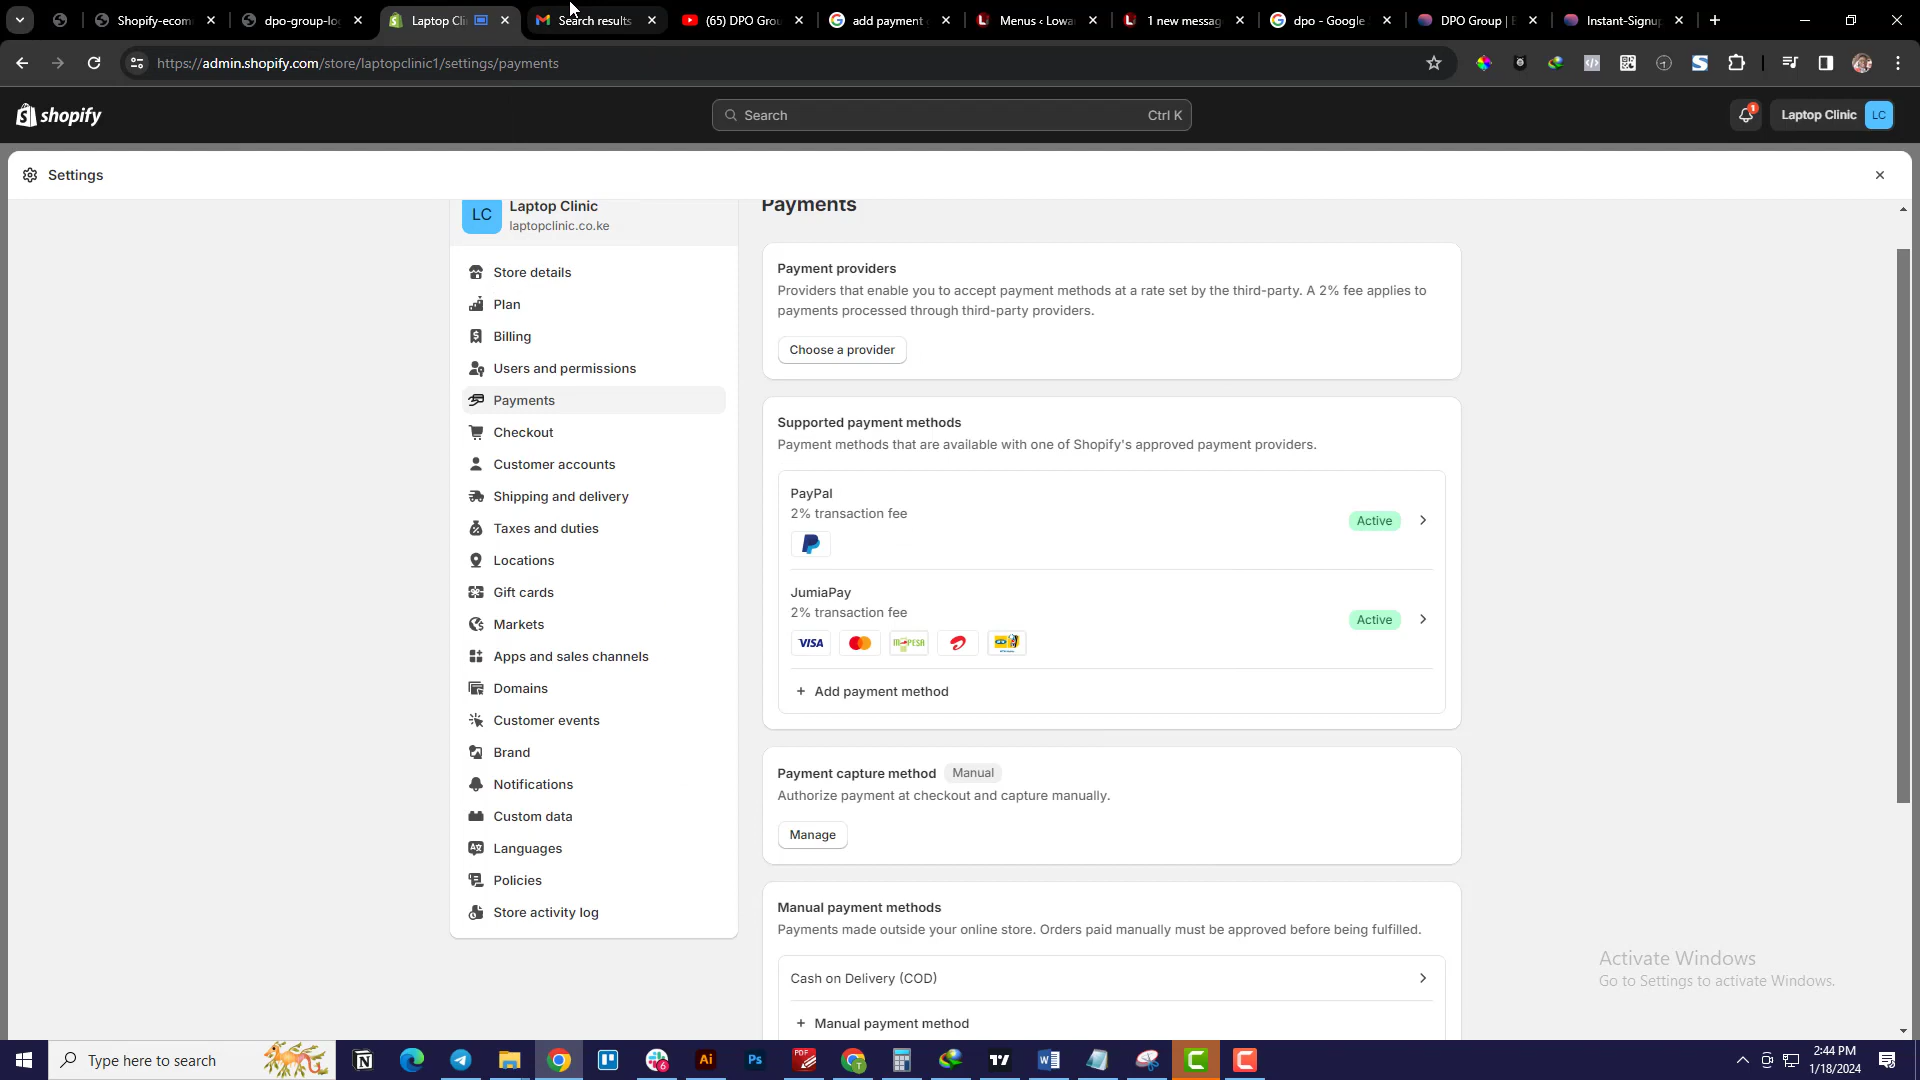 Shopify-ecom
dpo-group-lo
Laptop Cli
Search results
(65) DPO Grou
add payment
Menus ‹ Lowa
1 new messag
dpo - Google
DPO Group | E
Instant-Signup
https://admin.shopify.com/store/laptopclinic1/settings/payments
shopify
Search
Ctrl K
1
Laptop Clinic
LC
Settings
LC
Laptop Clinic
laptopclinic.co.ke
Store details
Plan
Billing
Users and permissions
Payments
Checkout
Customer accounts
Shipping and delivery
Taxes and duties
Locations
Gift cards
Markets
Apps and sales channels
Domains
Customer events
Brand
Notifications
Custom data
Languages
Policies
Store activity log
Payments
Payment providers
Providers that enable you to accept payment methods at a rate set by the third-party. A 2% fee applies to
payments processed through third-party providers.
Choose a provider
Supported payment methods
Payment methods that are available with one of Shopify's approved payment providers.
PayPal
2% transaction fee
Active
JumiaPay
2% transaction fee
Active
VISA
Add payment method
Payment capture method
Manual
Authorize payment at checkout and capture manually.
Manage
Manual payment methods
Payments made outside your online store. Orders paid manually must be approved before being fulfilled.
Cash on Delivery (COD)
Manual payment method
Activate Windows
Go to Settings to activate Windows.
Type here to search
2:44 PM
1/18/2024